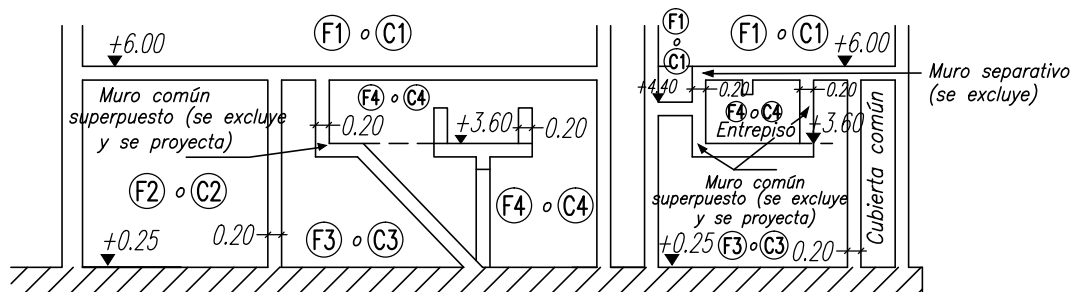 F1 o C1
+6.00
Muro común
superpuesto (se excluye
y se proyecta)
F4 o C4
0.20
+3.60
0.20
F2 o C2
+0.25
0.20
F3 o C3
F4 o C4
F1
o
C1
F1 o C1
+6.00
Muro separativo
(se excluye)
+4.40
0.20
0.20
F4 o C4
Entrepiso
+3.60
Muro común
superpuesto (se excluye
y se proyecta)
+0.25
F3 o C3
0.20
Cubierta común